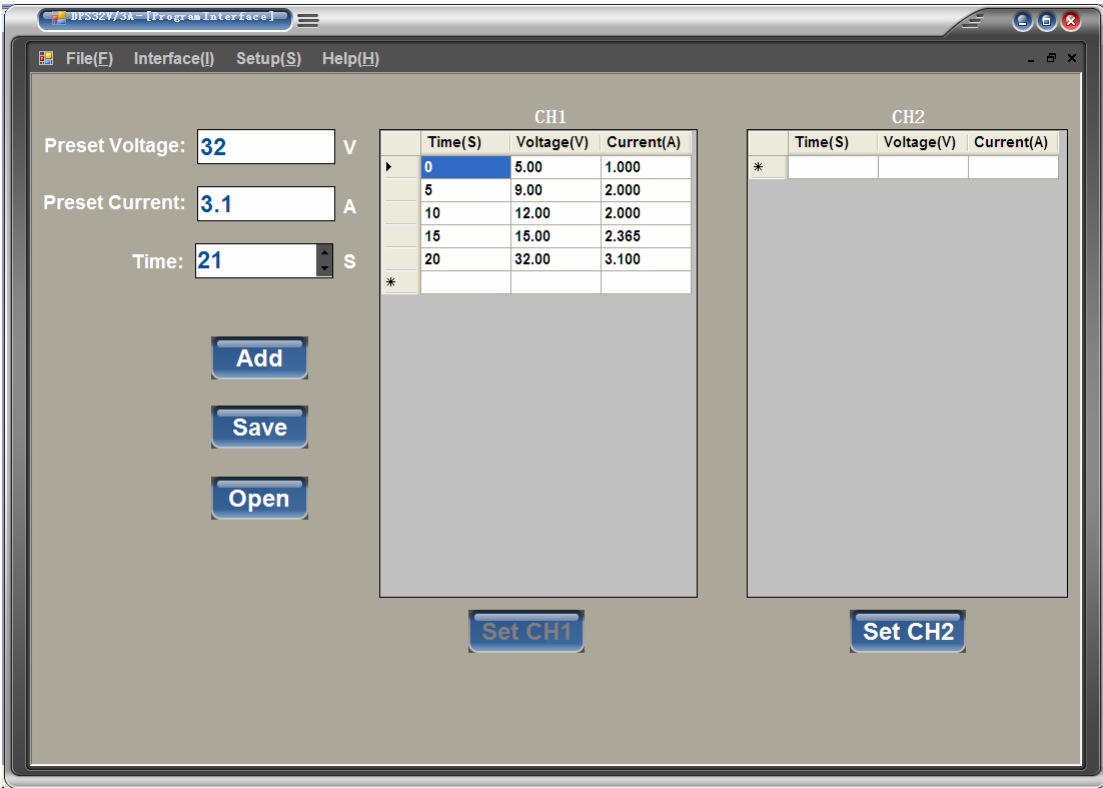 DPS32V/3A-[ProgramInterface]
File(F) Interface(I) Setup(S) Help(H)
CH1 CH2
Preset Voltage: 32 V
Preset Current: 3.1 A
Time: 21 S
Time(S) Voltage(V) Current(A)
0 5.00 1.000
5 9.00 2.000
10 12.00 2.000
15 15.00 2.365
20 32.00 3.100
Time(S) Voltage(V) Current(A)
Add
Save
Open
Set CH1 Set CH2